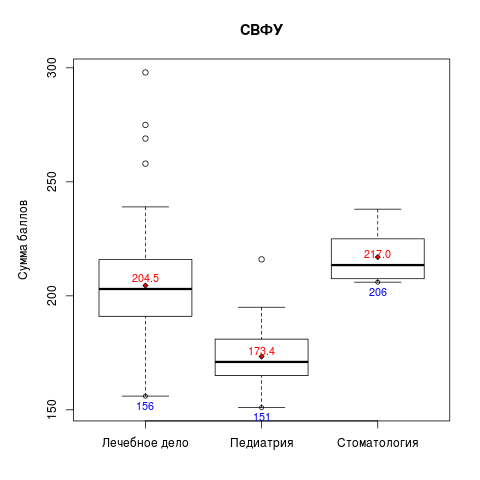 СВФУ
Сумма баллов
300
250
200
150
204.5
156
173.4
151
217.0
206
Лечебное дело
Педиатрия
Стоматология